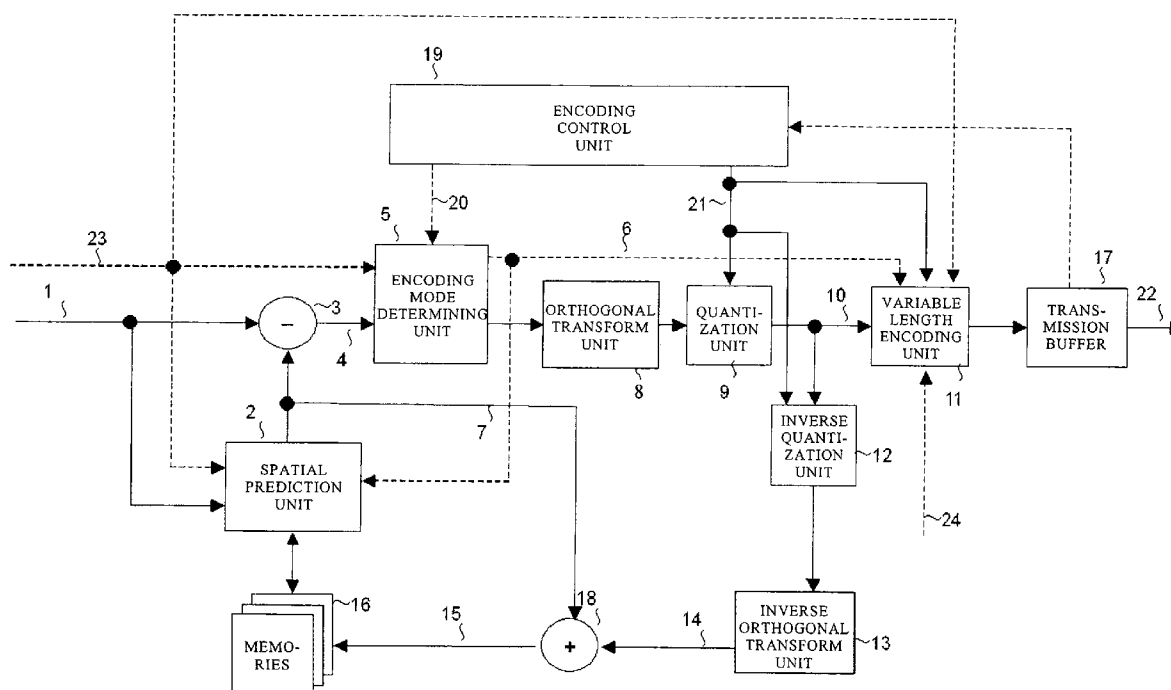 19
ENCODING
CONTROL
UNIT
20
21
5
6
23
ENCODING
MODE
DETERMINING
UNIT
1
3
−
4
ORTHOGONAL
TRANSFORM
UNIT
8
QUANTI-
ZATION
UNIT
9
10
VARIABLE
LENGTH
ENCODING
UNIT
11
17
TRANS-
MISSION
BUFFER
22
2
7
SPATIAL
PREDICTION
UNIT
INVERSE
QUANTI-
ZATION
UNIT
12
24
16
MEMO-
RIES
15
18
+
14
INVERSE
ORTHOGONAL
TRANSFORM
UNIT
13